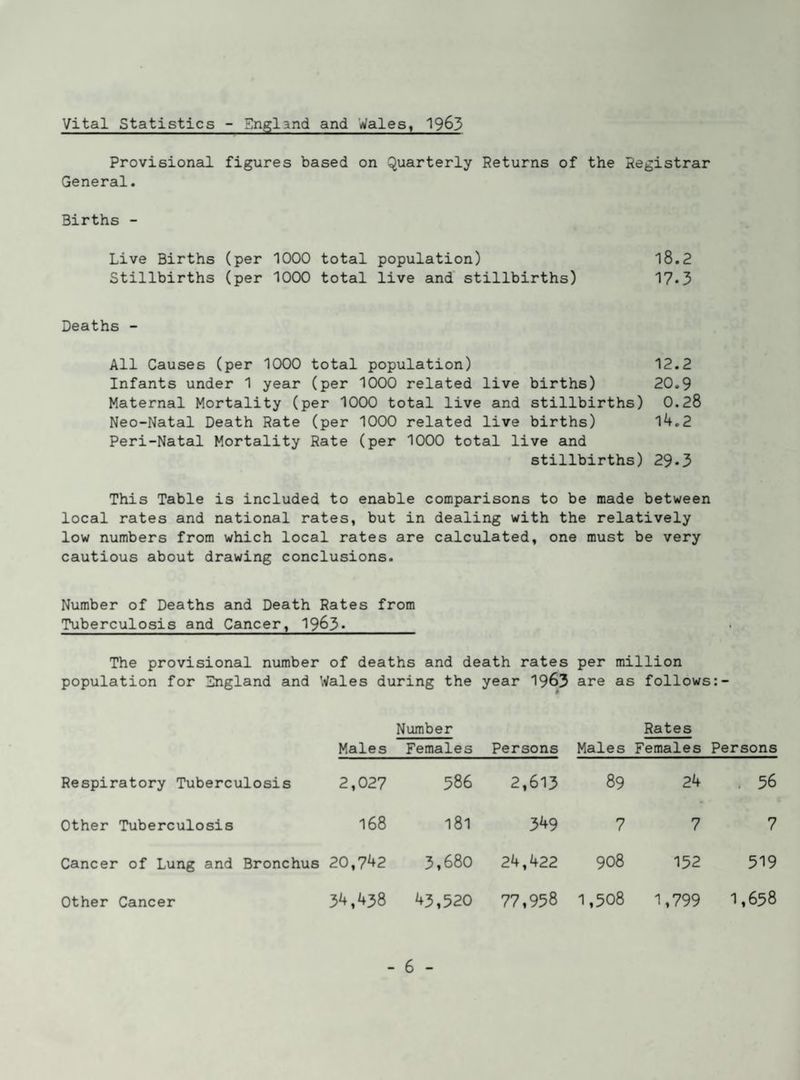 Vital Statistics - England and Wales, 1963
Provisional figures based on Quarterly Returns of the Registrar
General.
Births -
Live Births (per 1000 total population) 18.2
Stillbirths (per 1000 total live and stillbirths) 17.3
Deaths -
All Causes (per 1000 total population) 12.2
Infants under 1 year (per 1000 related live births) 20.9
Maternal Mortality (per 1000 total live and stillbirths) 0.28
Neo-Natal Death Rate (per 1000 related live births) 14.2
Peri-Natal Mortality Rate (per 1000 total live and
stillbirths) 29.3
This Table is included to enable comparisons to be made between
local rates and national rates, but in dealing with the relatively
low numbers from which local rates are calculated, one must be very
cautious about drawing conclusions.
Number of Deaths and Death Rates from
Tuberculosis and Cancer, 1963.
The provisional number of deaths and death rates per million
population for England and Wales during the year 1963 are as follows:-
Number Rates
Males Females Persons Males Females Persons
Respiratory Tuberculosis 2,027 586 2,613 89 24 56
Other Tuberculosis 168 181 349 7 7 7
Cancer of Lung and Bronchus 20,742 3,680 24,422 908 152 519
Other Cancer 34,438 43,520 77,958 1,508 1,799 1,658
- 6 -